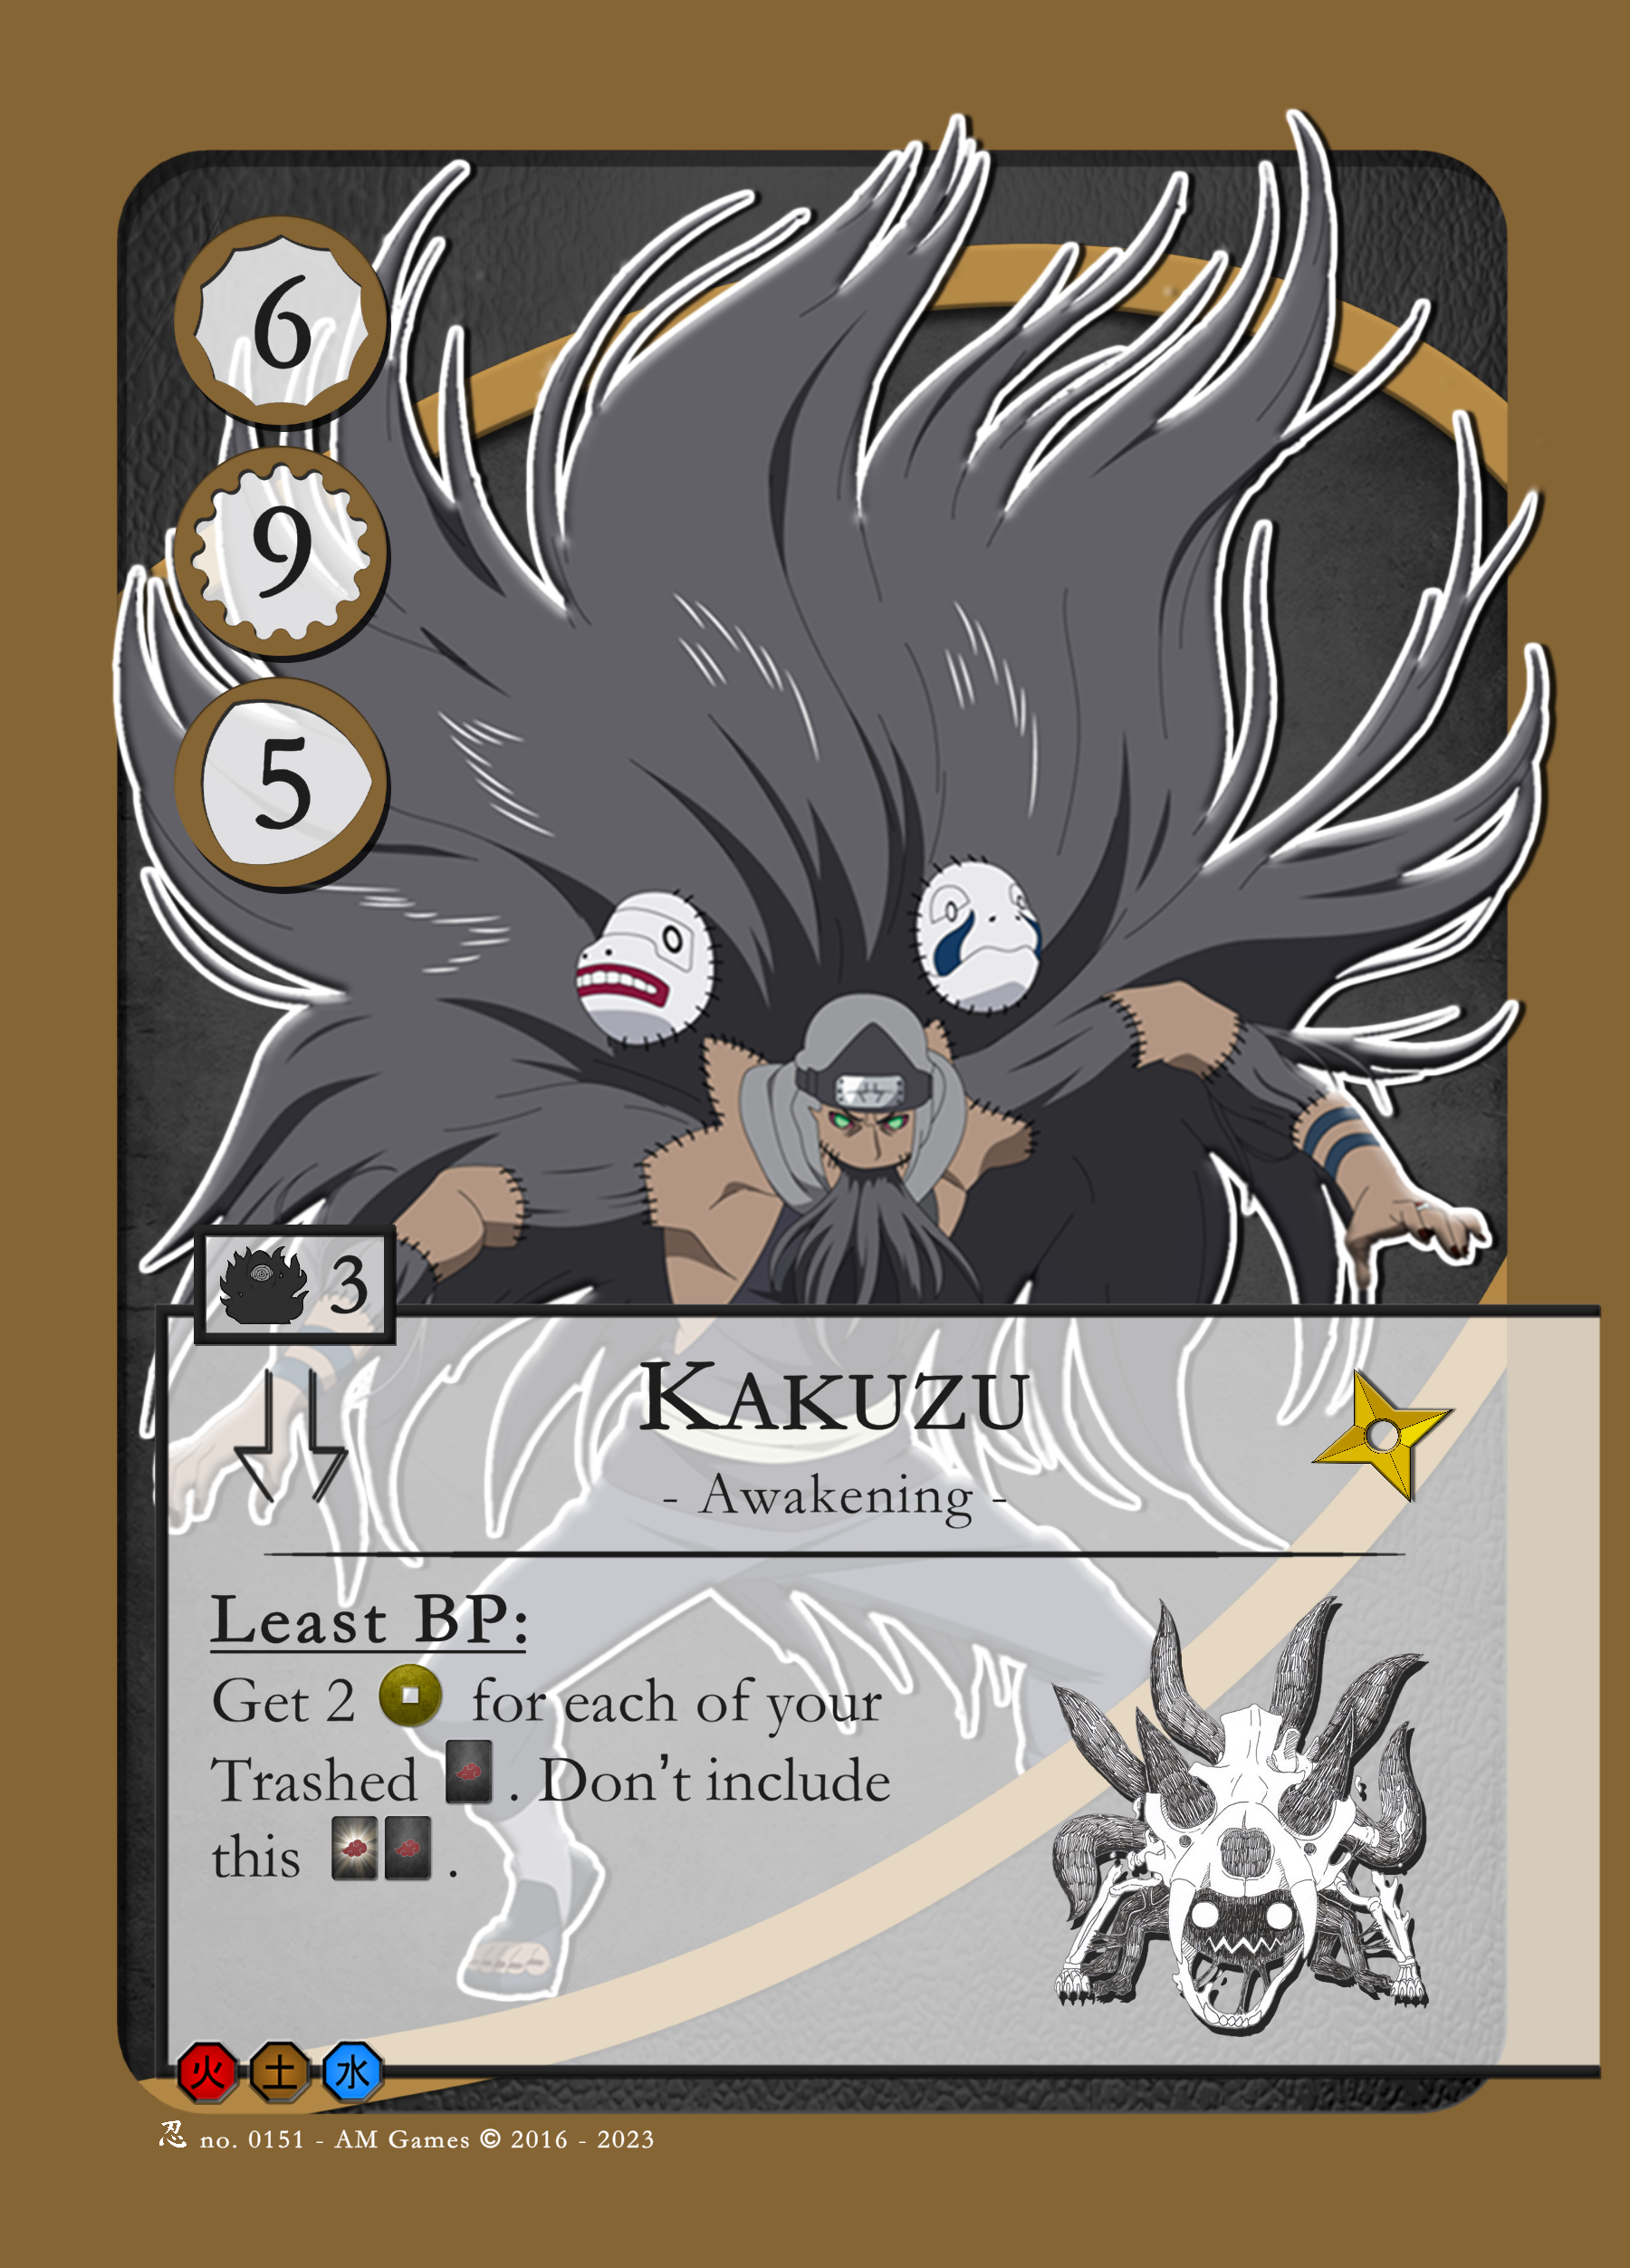 6
9
5
3
Kakuzu
- Awakening -
Least BP:
Get 2 for each of your
Trashed . Don't include
this .
火 土 水
忍 no. 0151 - AM Games © 2016 - 2023